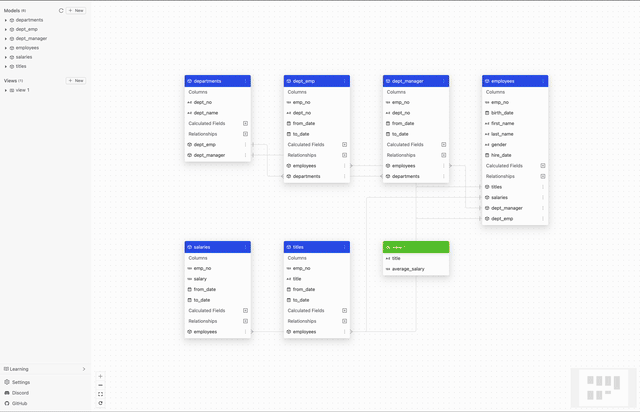 Models (6)
New
departments
dept_emp
dept_manager
employees
salaries
titles
Views (1)
New
view 1
Learning
Settings
Discord
GitHub
departments
Columns
dept_no
dept_name
Calculated Fields
Relationships
dept_emp
dept_manager
dept_emp
Columns
emp_no
dept_no
from_date
to_date
Calculated Fields
Relationships
employees
departments
dept_manager
Columns
emp_no
dept_no
from_date
to_date
Calculated Fields
Relationships
employees
departments
employees
Columns
emp_no
birth_date
first_name
last_name
gender
hire_date
Calculated Fields
Relationships
titles
salaries
dept_manager
dept_emp
salaries
Columns
emp_no
salary
from_date
to_date
Calculated Fields
Relationships
employees
titles
Columns
emp_no
title
from_date
to_date
Calculated Fields
Relationships
employees
title
average_salary